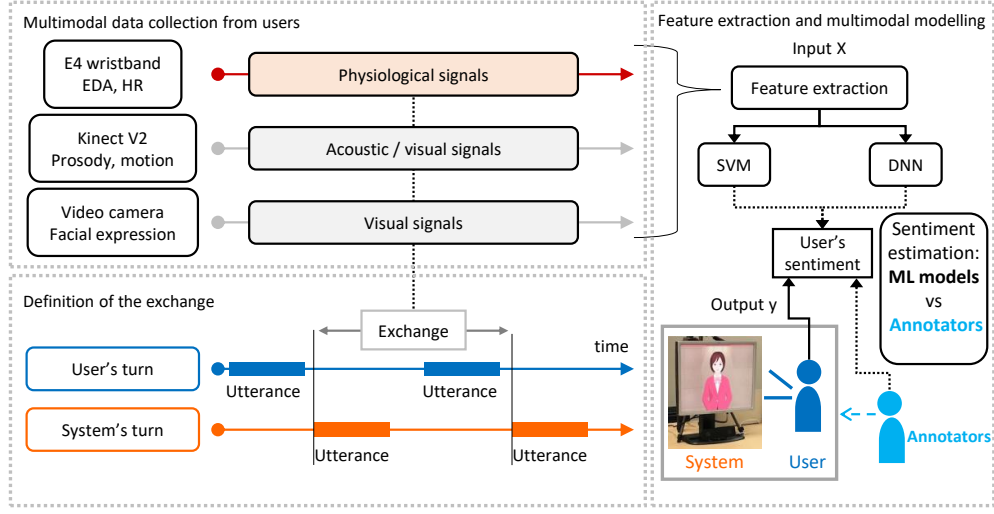 Multimodal data collection from users
E4 wristband
EDA, HR
Physiological signals
Kinect V2
Prosody, motion
Acoustic / visual signals
Video camera
Facial expression
Visual signals
Definition of the exchange
Exchange
time
User's turn
Utterance
Utterance
System's turn
Utterance
Utterance
Feature extraction and multimodal modelling
Input X
Feature extraction
SVM
DNN
User's
sentiment
Sentiment
estimation:
ML models
vs
Annotators
Output y
System
User
Annotators